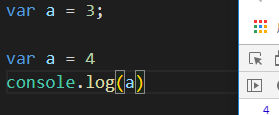 var a = 3;
var a = 4
console.log(a)
4